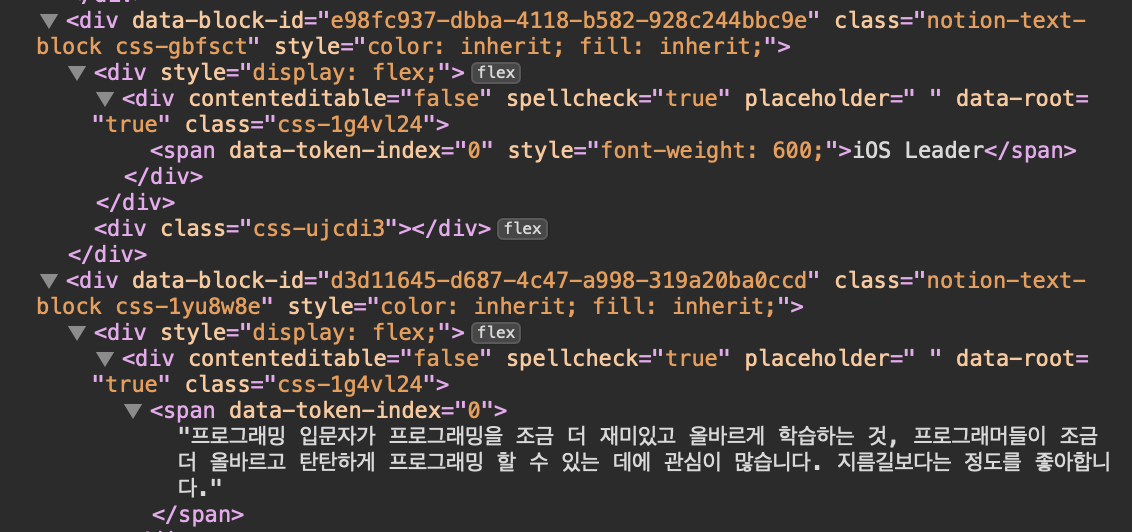 <div data-block-id="e98fc937-dbba-4118-b582-928c244bbc9e" class="notion-text-
block css-gbfsct" style="color: inherit; fill: inherit;">
<div style="display: flex;"> flex
<div contenteditable="false" spellcheck="true" placeholder=" " data-root=
"true" class="css-1g4vl24">
<span data-token-index="0" style="font-weight: 600;">iOS Leader</span>
</div>
</div>
<div class="css-ujcdi3"></div> flex
</div>
<div data-block-id="d3d11645-d687-4c47-a998-319a20ba0ccd" class="notion-text-
block css-1yu8w8e" style="color: inherit; fill: inherit;">
<div style="display: flex;"> flex
<div contenteditable="false" spellcheck="true" placeholder=" " data-root=
"true" class="css-1g4vl24">
<span data-token-index="0">
"프로그래밍 입문자가 프로그래밍을 조금 더 재미있고 올바르게 학습하는 것, 프로그래머들이 조금
더 올바르고 탄탄하게 프로그래밍 할 수 있는 데에 관심이 많습니다. 지름길보다는 정도를 좋아합니
다."
</span>